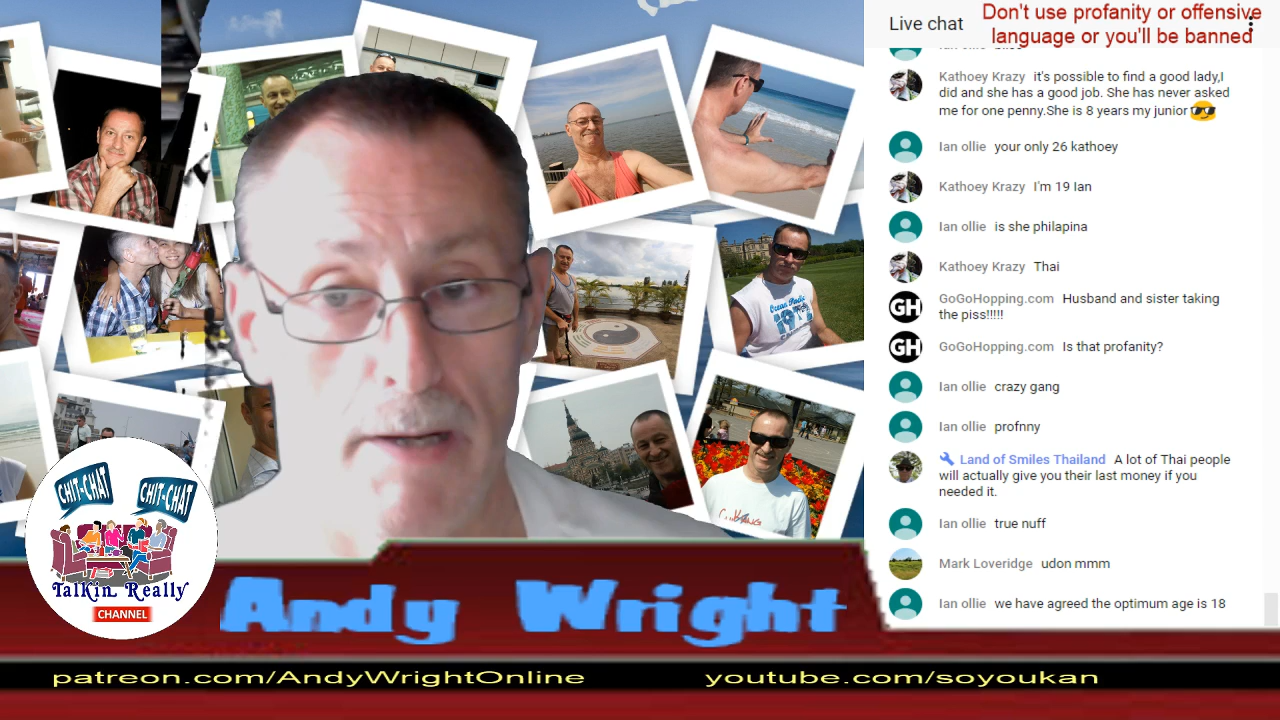 Live chat
Don't use profanity or offensive
language or you'll be banned
Kathoey Krazy it's possible to find a good lady,I
did and she has a good job. She has never asked
me for one penny.She is 8 years my junior
Ian ollie your only 26 kathoey
Kathoey Krazy I'm 19 Ian
Ian ollie is she philapina
Kathoey Krazy Thai
GH GoGoHopping.com Husband and sister taking
the piss!!!!!
GH GoGoHopping.com Is that profanity?
Ian ollie crazy gang
Ian ollie profnny
Land of Smiles Thailand A lot of Thai people
will actually give you their last money if you
needed it.
Ian ollie true nuff
Mark Loveridge udon mmm
Ian ollie we have agreed the optimum age is 18
CHIT-CHAT
CHIT-CHAT
Talkin Really
CHANNEL
Andy Wright
patreon.com/AndyWrightOnline
youtube.com/soyoukan